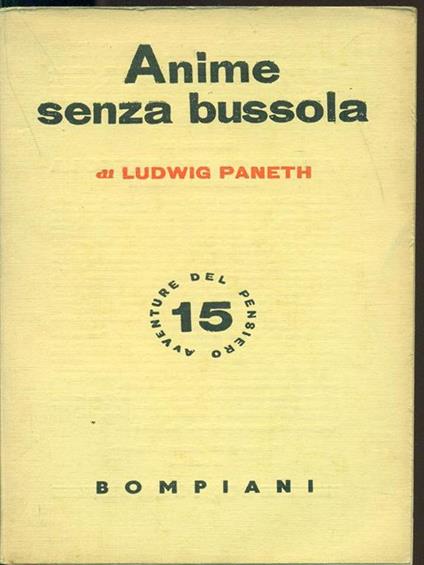 Anime
senza bussola
di LUDWIG PANETH
AVVENTURE DEL PENSIERO
15
BOMPIANI